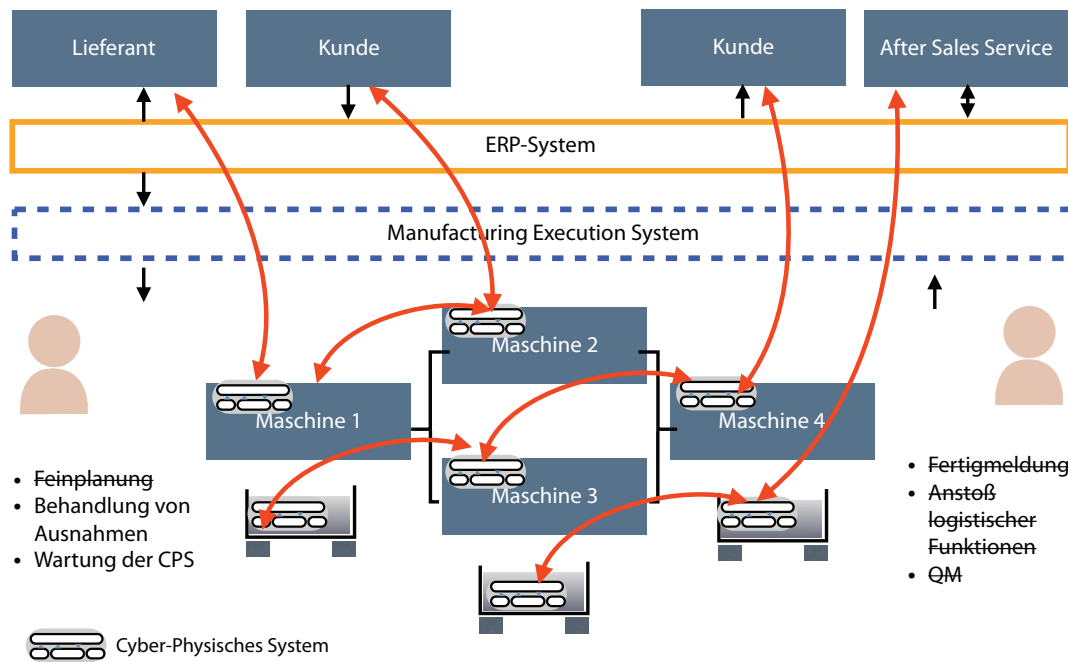 Lieferant
Kunde
Kunde
After Sales Service
ERP-System
Manufacturing Execution System
Maschine 2
Maschine 1
Maschine 4
Maschine 3
• Feinplanung
• Behandlung von
Ausnahmen
• Wartung der CPS
• Fertigmeldung
• Anstoß
logistischer
Funktionen
• QM
Cyber-Physisches System